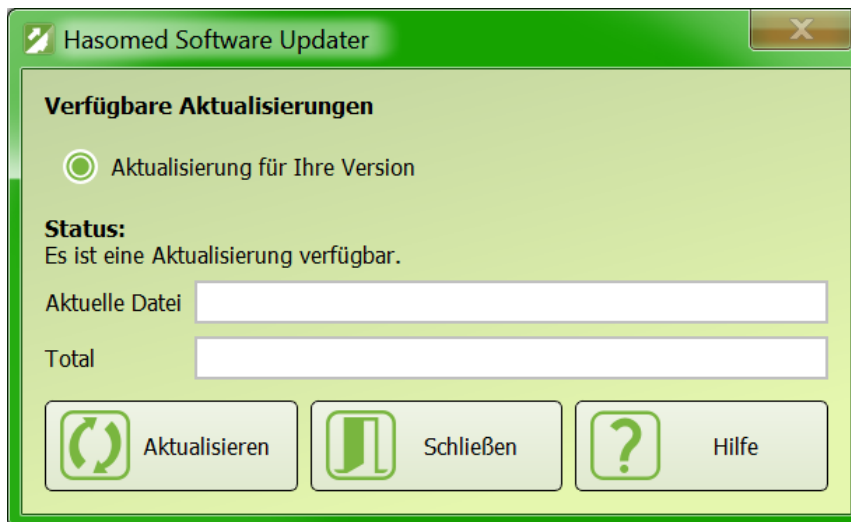 Hasomed Software Updater
Verfügbare Aktualisierungen
Aktualisierung für Ihre Version
Status:
Es ist eine Aktualisierung verfügbar.
Aktuelle Datei
Total
Aktualisieren
Schließen
Hilfe